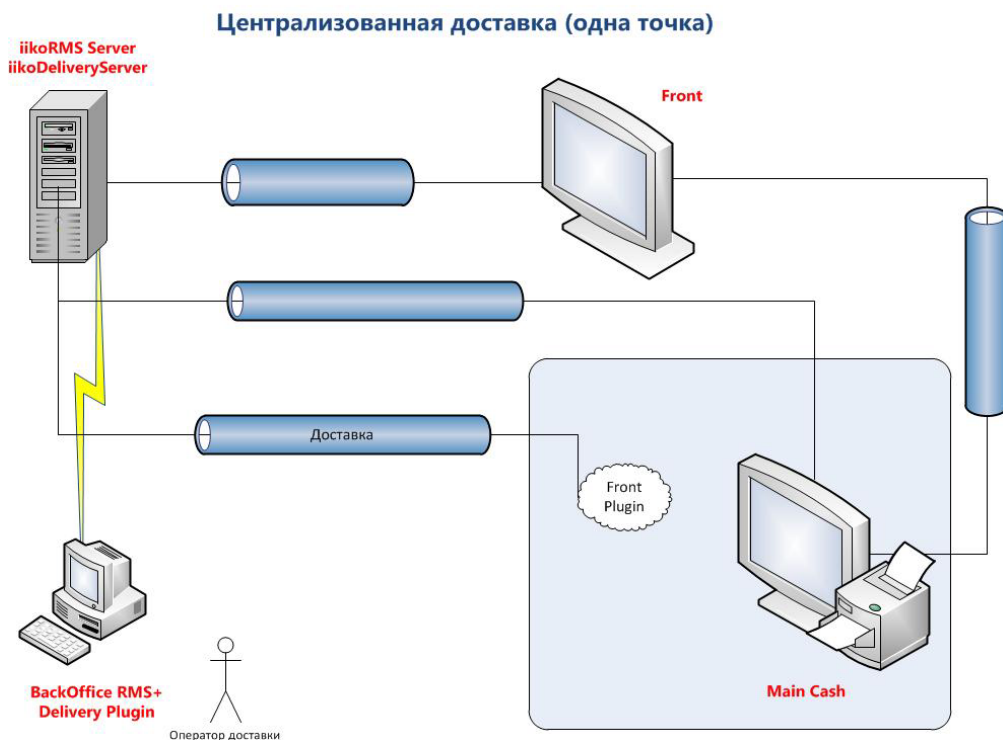 Централизованная доставка (одна точка)
iikoRMS Server
iikoDeliveryServer
Front
Доставка
Front
Plugin
BackOffice RMS+
Delivery Plugin
Main Cash
Оператор доставки